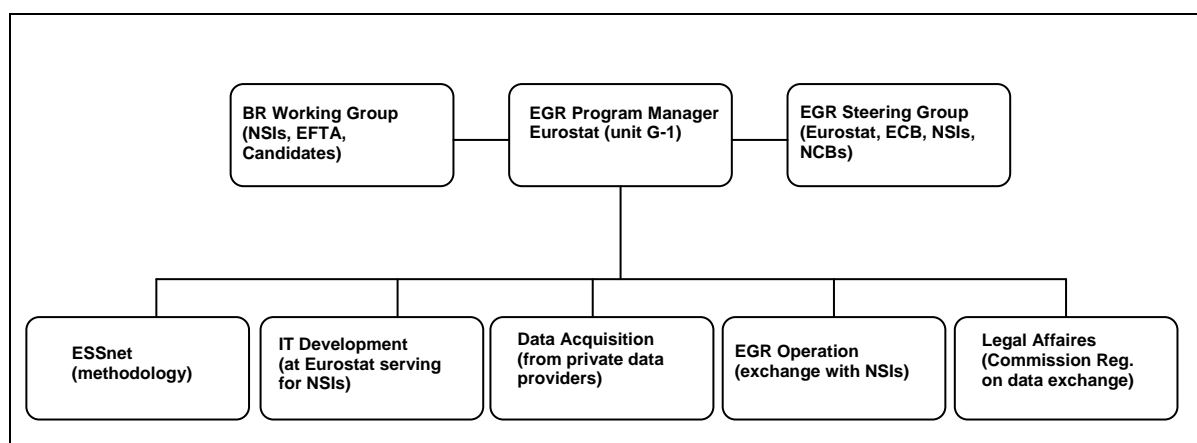 BR Working Group
(NSIs, EFTA,
Candidates)
EGR Program Manager
Eurostat (unit G-1)
EGR Steering Group
(Eurostat, ECB, NSIs,
NCBs)
ESSnet
(methodology)
IT Development
(at Eurostat serving
for NSIs)
Data Acquisition
(from private data
providers)
EGR Operation
(exchange with NSIs)
Legal Affaires
(Commission Reg.
on data exchange)